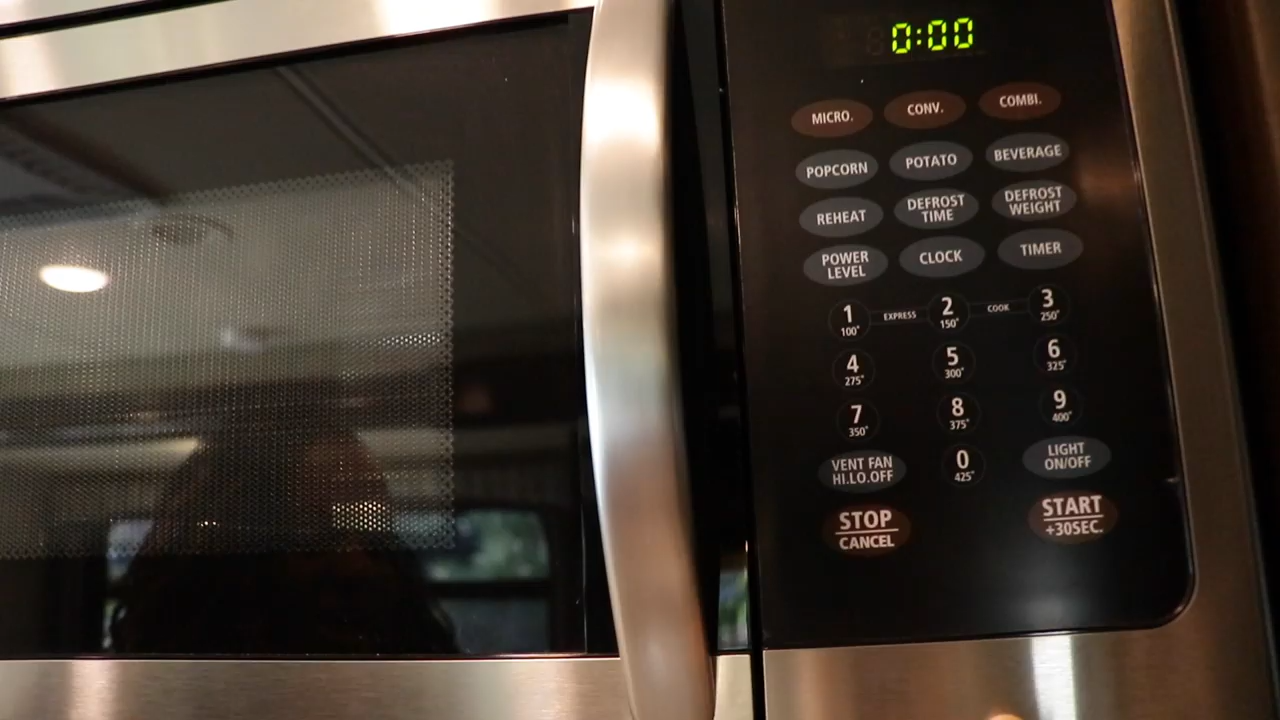 0:00
MICRO. CONV. COMBI.
POPCORN POTATO BEVERAGE
REHEAT DEFROST TIME DEFROST WEIGHT
POWER LEVEL CLOCK TIMER
1 EXPRESS 2 COOK 3
100° 150° 250°
4 5 6
275° 300° 325°
7 8 9
350° 375° 400°
VENT FAN HI.LO.OFF 0 425° LIGHT ON/OFF
STOP START
CANCEL +30SEC.